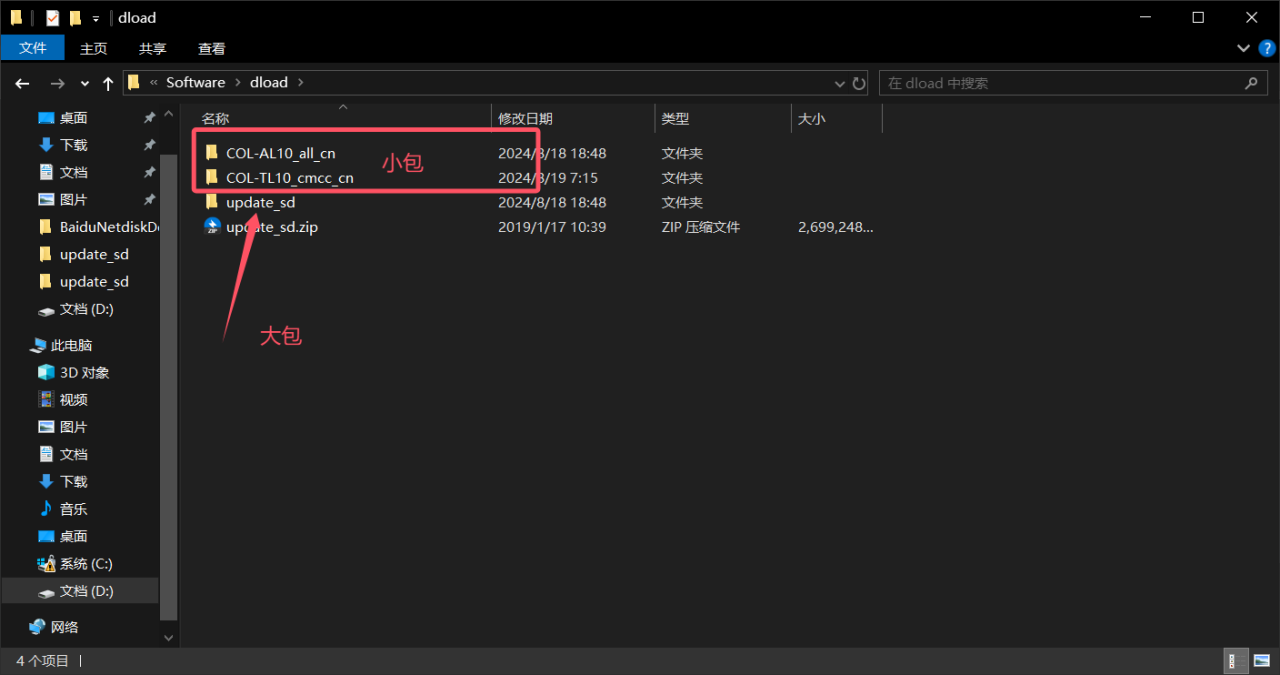 dload
文件 主页 共享 查看
« Software › dload ›
在 dload 中搜索
桌面
下载
文档
图片
BaiduNetdiskDo
update_sd
update_sd
文档 (D:)
此电脑
3D 对象
视频
图片
文档
下载
音乐
桌面
系统 (C:)
文档 (D:)
网络
名称 修改日期 类型 大小
COL-AL10_all_cn 2024/8/18 18:48 文件夹
小包
COL-TL10_cmcc_cn 2024/8/19 7:15 文件夹
update_sd 2024/8/18 18:48 文件夹
update_sd.zip 2019/1/17 10:39 ZIP 压缩文件 2,699,248...
大包
4 个项目